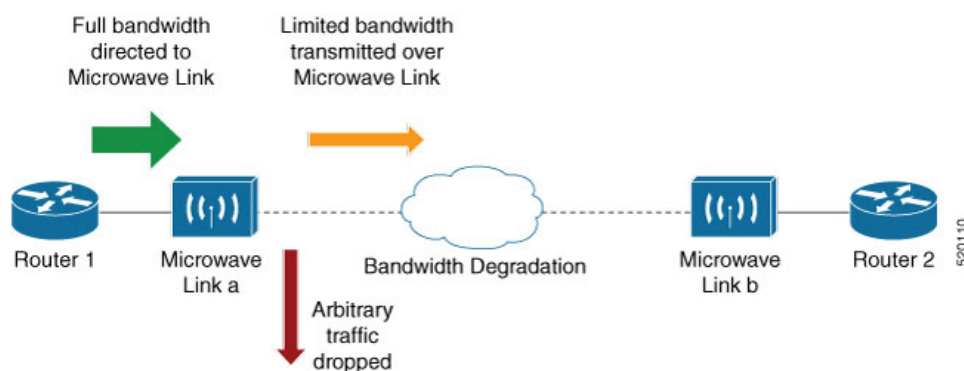 Full bandwidth
directed to
Microwave Link
Limited bandwidth
transmitted over
Microwave Link
Router 1
Microwave
Link a
Bandwidth Degradation
Microwave
Link b
Router 2
520110
Arbitrary
traffic
dropped